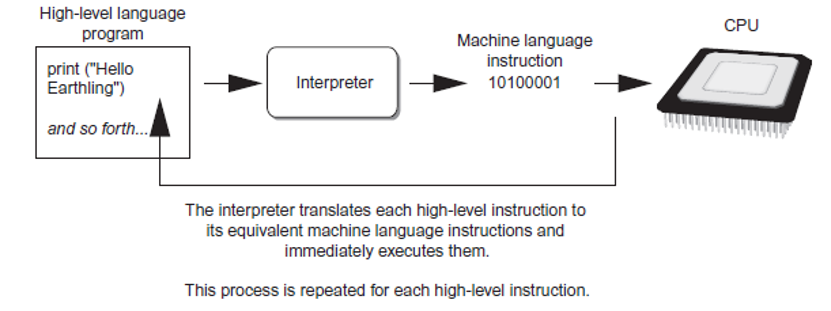 High-level language
program
print ("Hello
Earthling")
and so forth...
Interpreter
Machine language
instruction
10100001
CPU
The interpreter translates each high-level instruction to
its equivalent machine language instructions and
immediately executes them.
This process is repeated for each high-level instruction.